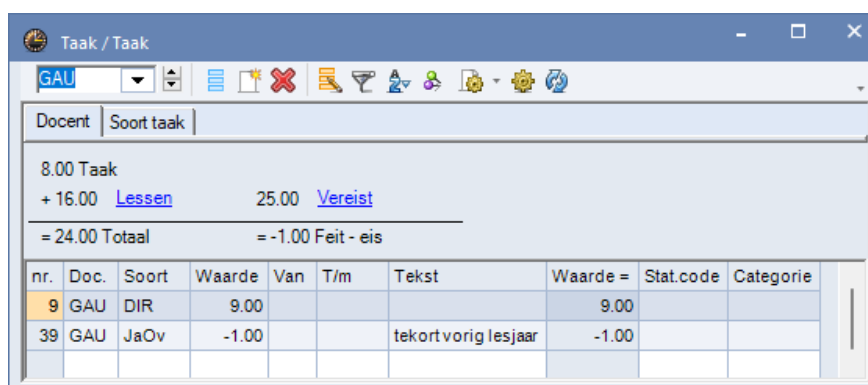 Taak / Taak
GAU
Docent Soort taak
8.00 Taak
+ 16.00 Lessen 25.00 Vereist
= 24.00 Totaal = -1.00 Feit - eis
nr. Doc. Soort Waarde Van T/m Tekst Waarde = Stat.code Categorie
9 GAU DIR 9.00 9.00
39 GAU JaOv -1.00 tekort vorig lesjaar -1.00